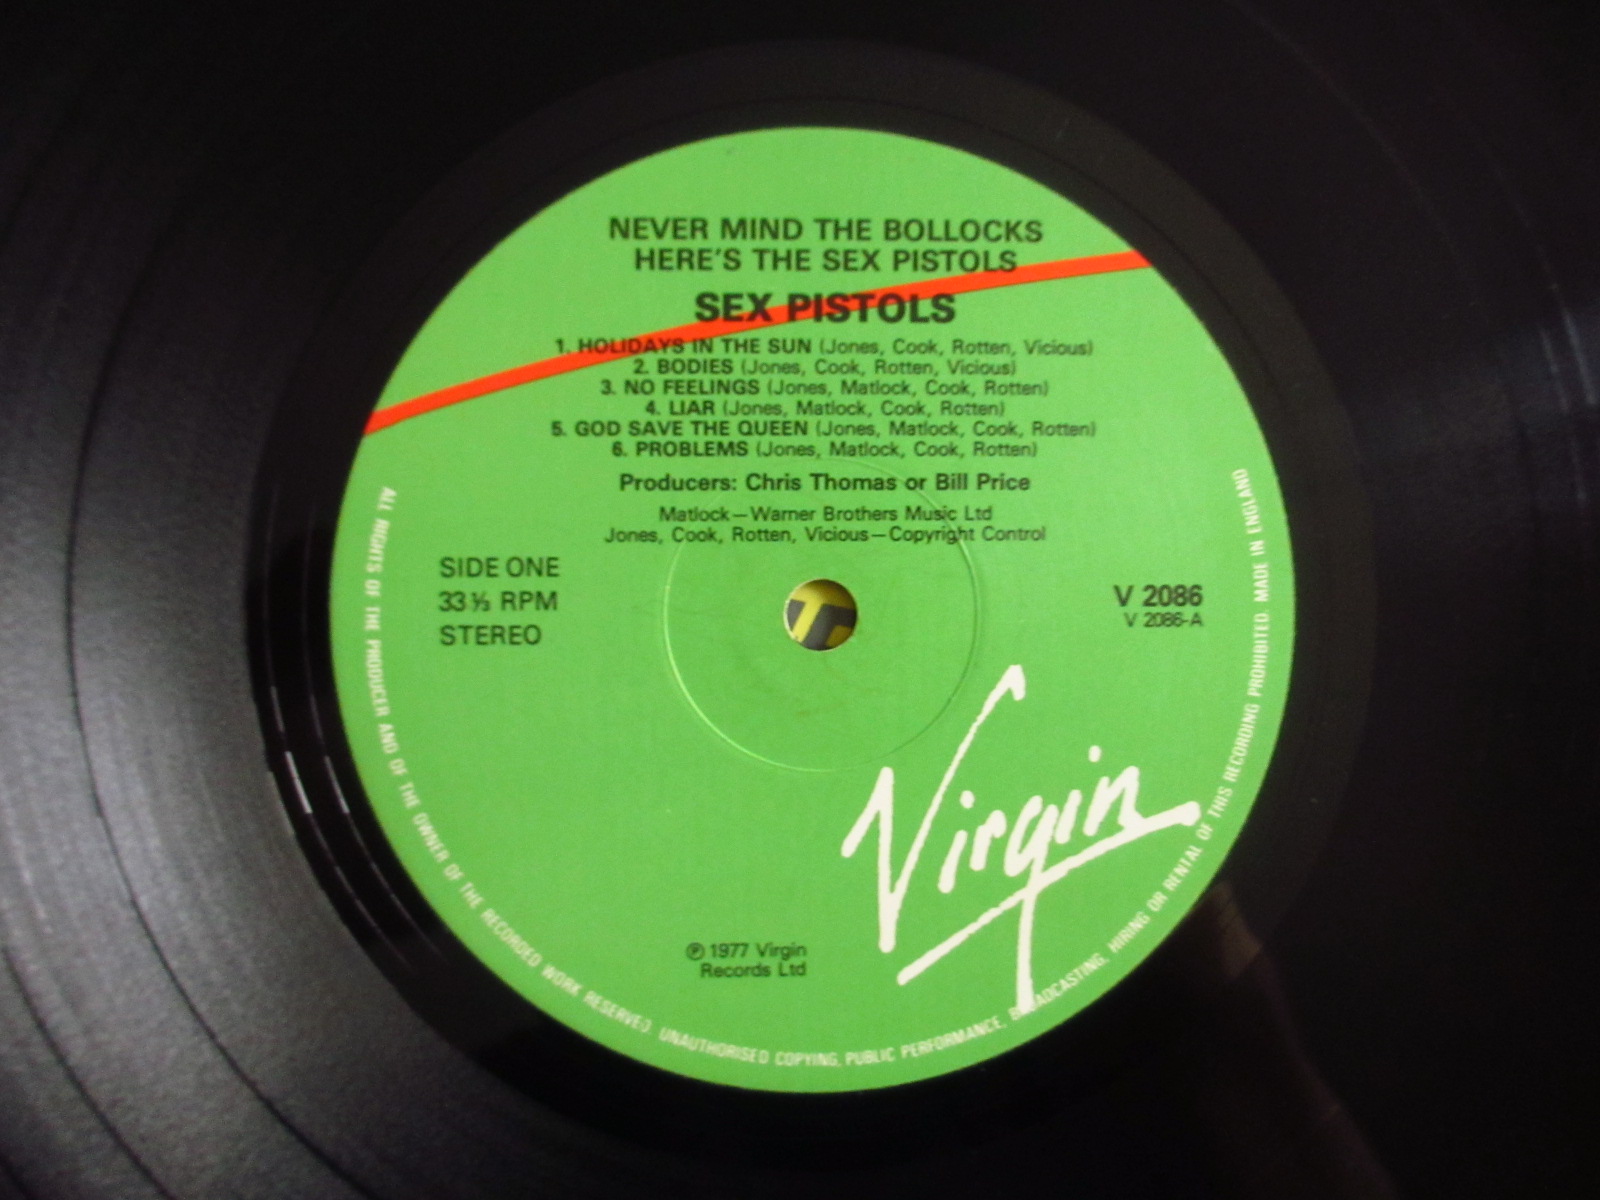 NEVER MIND THE BOLLOCKS
HERE'S THE SEX PISTOLS
SEX PISTOLS
1. HOLIDAYS IN THE SUN (Jones, Cook, Rotten, Vicious)
2. BODIES (Jones, Cook, Rotten, Vicious)
3. NO FEELINGS (Jones, Matlock, Cook, Rotten)
4. LIAR (Jones, Matlock, Cook, Rotten)
5. GOD SAVE THE QUEEN (Jones, Matlock, Cook, Rotten)
6. PROBLEMS (Jones, Matlock, Cook, Rotten)
Producers: Chris Thomas or Bill Price
Matlock—Warner Brothers Music Ltd
Jones, Cook, Rotten, Vicious—Copyright Control
SIDE ONE
33⅓ RPM
STEREO
V 2086
V 2086-A
Virgin
℗ 1977 Virgin
Records Ltd
ALL RIGHTS OF THE PRODUCER AND OF THE OWNER OF THE RECORDED WORK RESERVED. UNAUTHORISED COPYING, PUBLIC PERFORMANCE, BROADCASTING, HIRING OR RENTAL OF THIS RECORDING PROHIBITED. MADE IN ENGLAND